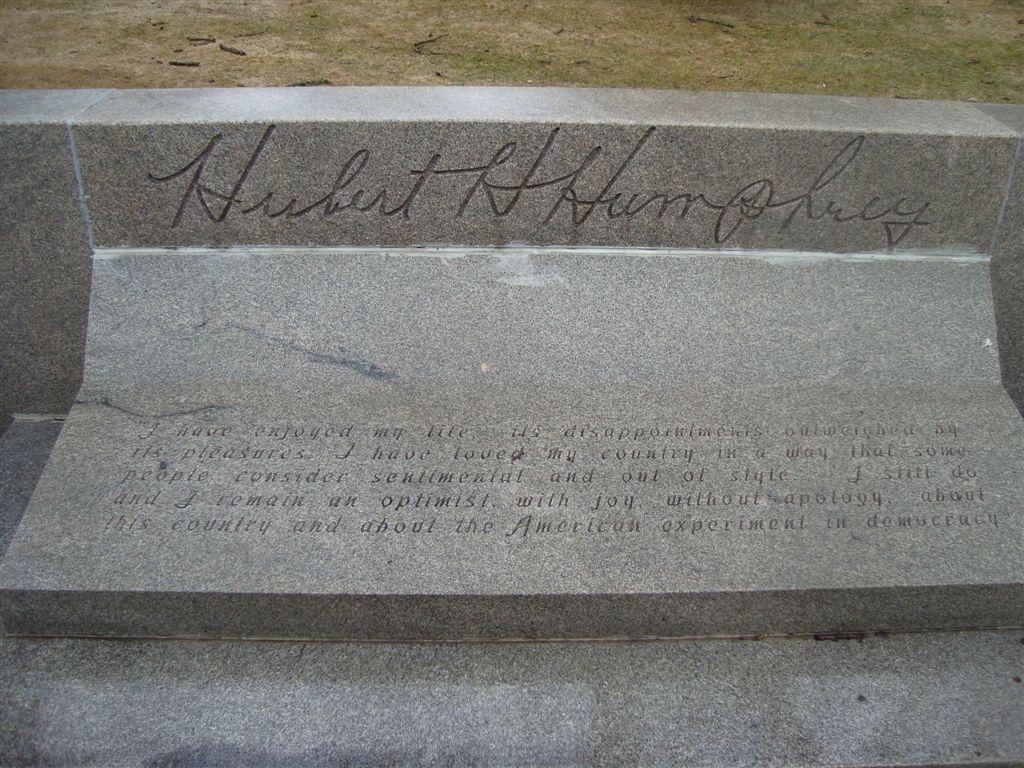 Hubert H Humphrey
"I have enjoyed my life, its disappointments outweighed by
its pleasures. I have loved my country in a way that some
people consider sentimental and out of style. I still do,
and I remain an optimist, with joy, without apology, about
this country and about the American experiment in democracy."